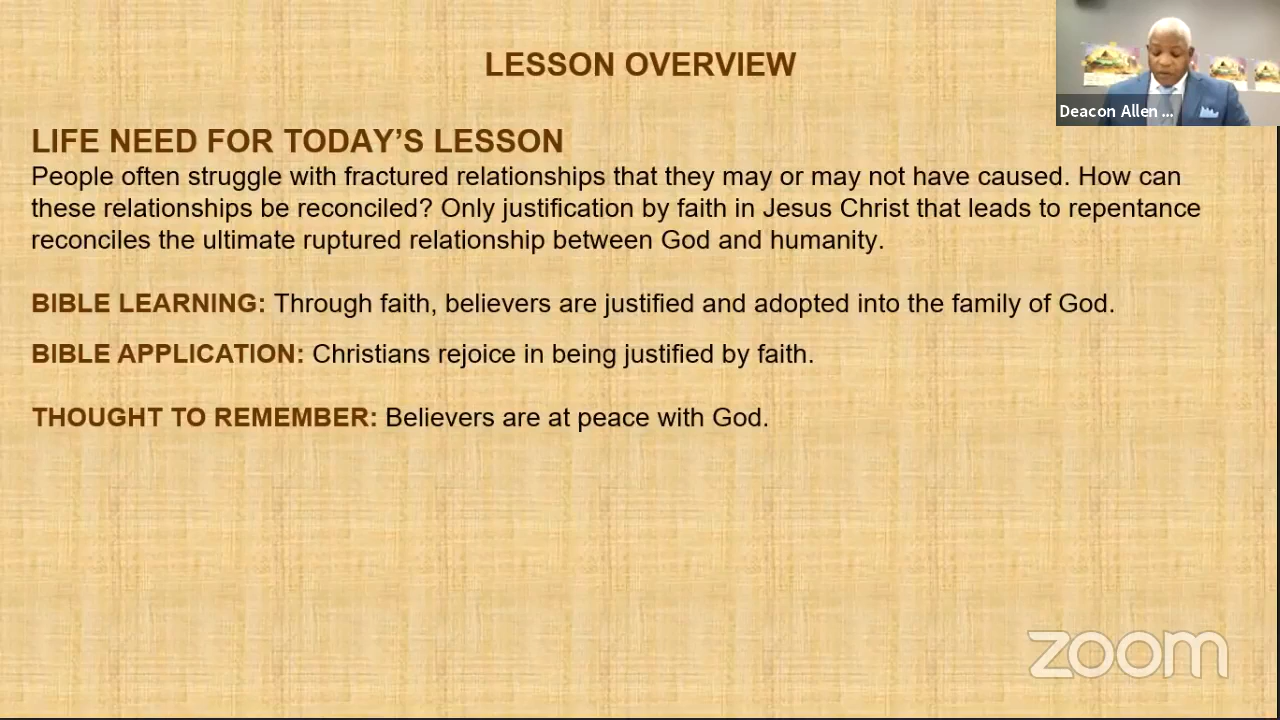 LESSON OVERVIEW
Deacon Allen ...
LIFE NEED FOR TODAY’S LESSON
People often struggle with fractured relationships that they may or may not have caused. How can
these relationships be reconciled? Only justification by faith in Jesus Christ that leads to repentance
reconciles the ultimate ruptured relationship between God and humanity.
BIBLE LEARNING: Through faith, believers are justified and adopted into the family of God.
BIBLE APPLICATION: Christians rejoice in being justified by faith.
THOUGHT TO REMEMBER: Believers are at peace with God.
zoom